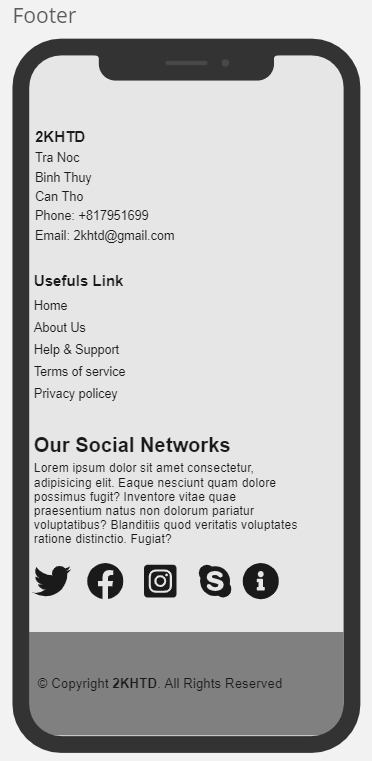 Footer
2KHTD
Tra Noc
Binh Thuy
Can Tho
Phone: +817951699
Email: 2khtd@gmail.com
Usefuls Link
Home
About Us
Help & Support
Terms of service
Privacy policey
Our Social Networks
Lorem ipsum dolor sit amet consectetur,
adipisicing elit. Eaque nesciunt quam dolore
possimus fugit? Inventore vitae quae
praesentium natus non dolorum pariatur
voluptatibus? Blanditiis quod veritatis voluptates
ratione distinctio. Fugiat?
© Copyright 2KHTD. All Rights Reserved